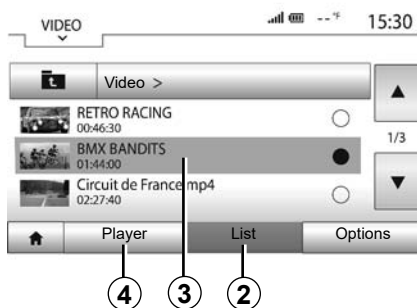 VIDEO
-- °F
15:30
Video >
RETRO RACING
00:46:30
1/3
BMX BANDITS
01:44:00
Circuit de France mp4
02:27:40
Player
List
Options
4
3
2